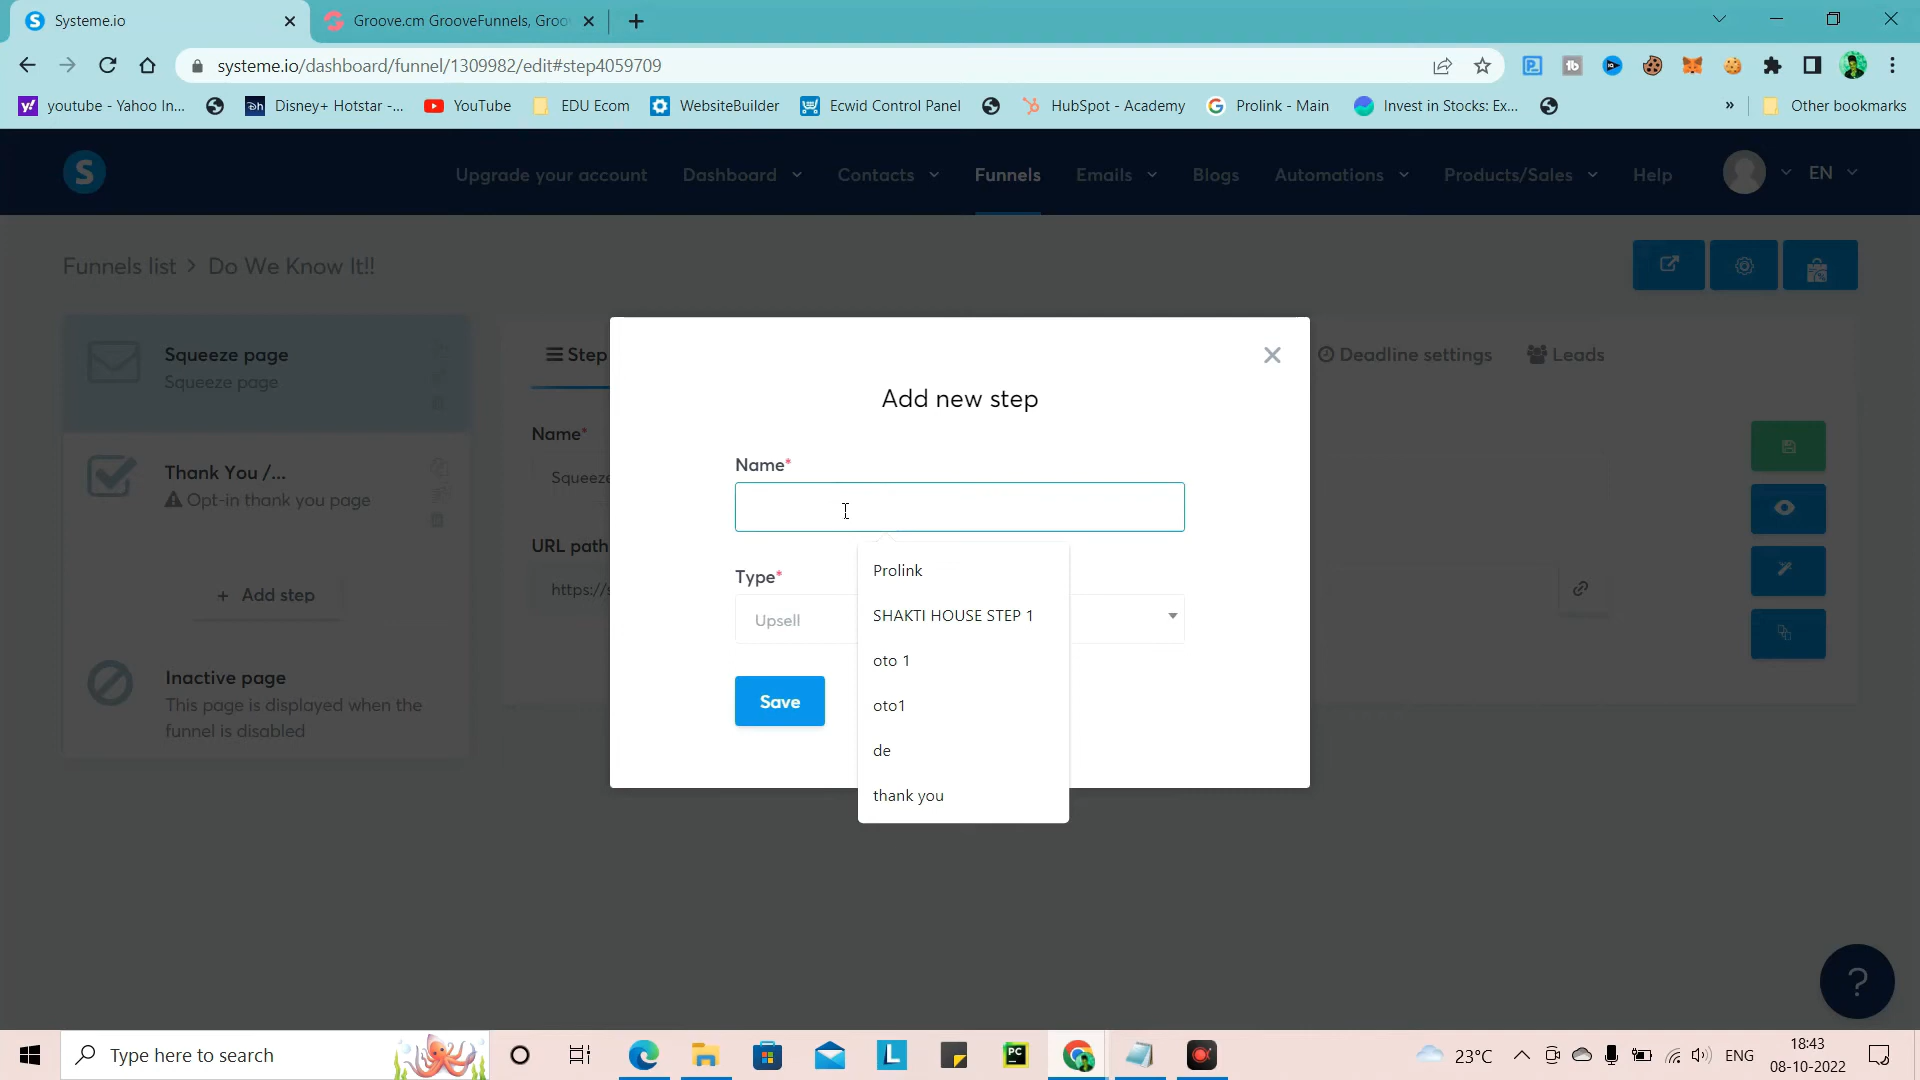 Systeme.io
Groove.cm GrooveFunnels, Groo
systeme.io/dashboard/funnel/1309982/edit#step4059709
youtube - Yahoo In...
Disney+ Hotstar -...
YouTube
EDU Ecom
WebsiteBuilder
Ecwid Control Panel
HubSpot - Academy
Prolink - Main
Invest in Stocks: Ex...
»
Other bookmarks
S
Upgrade your account
Dashboard
Contacts
Funnels
Emails
Blogs
Automations
Products/Sales
Help
EN
Funnels list > Do We Know It!!
Squeeze page
Squeeze page
Thank You /...
Opt-in thank you page
+ Add step
Inactive page
This page is displayed when the
funnel is disabled
Step
Deadline settings
Leads
Name*
Squeeze
URL path
https://s
Add new step
Name*
Type*
Upsell
Save
Prolink
SHAKTI HOUSE STEP 1
oto 1
oto1
de
thank you
?
Type here to search
L
PC
23°C
ENG
18:43
08-10-2022